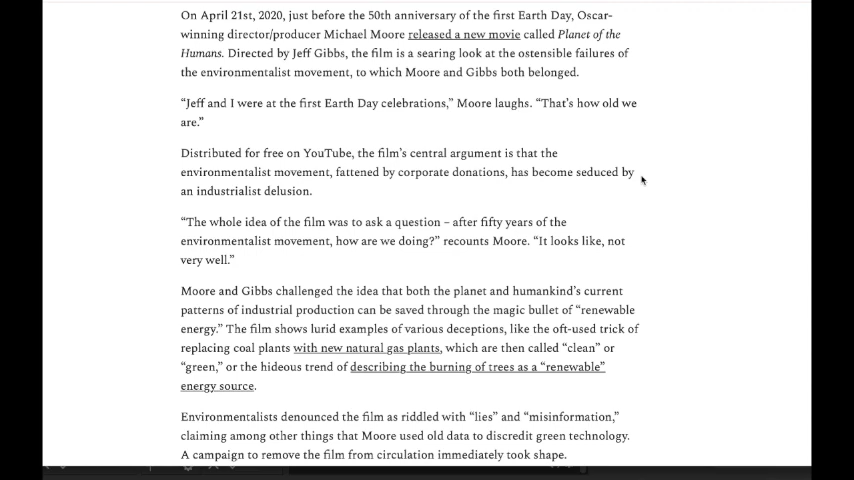 On April 21st, 2020, just before the 50th anniversary of the first Earth Day, Oscar-
winning director/producer Michael Moore released a new movie called Planet of the
Humans. Directed by Jeff Gibbs, the film is a searing look at the ostensible failures of
the environmentalist movement, to which Moore and Gibbs both belonged.
“Jeff and I were at the first Earth Day celebrations,” Moore laughs. “That’s how old we
are.”
Distributed for free on YouTube, the film’s central argument is that the
environmentalist movement, fattened by corporate donations, has become seduced by
an industrialist delusion.
“The whole idea of the film was to ask a question – after fifty years of the
environmentalist movement, how are we doing?” recounts Moore. “It looks like, not
very well.”
Moore and Gibbs challenged the idea that both the planet and humankind’s current
patterns of industrial production can be saved through the magic bullet of “renewable
energy.” The film shows lurid examples of various deceptions, like the oft-used trick of
replacing coal plants with new natural gas plants, which are then called “clean” or
“green,” or the hideous trend of describing the burning of trees as a “renewable”
energy source.
Environmentalists denounced the film as riddled with “lies” and “misinformation,”
claiming among other things that Moore used old data to discredit green technology.
A campaign to remove the film from circulation immediately took shape.